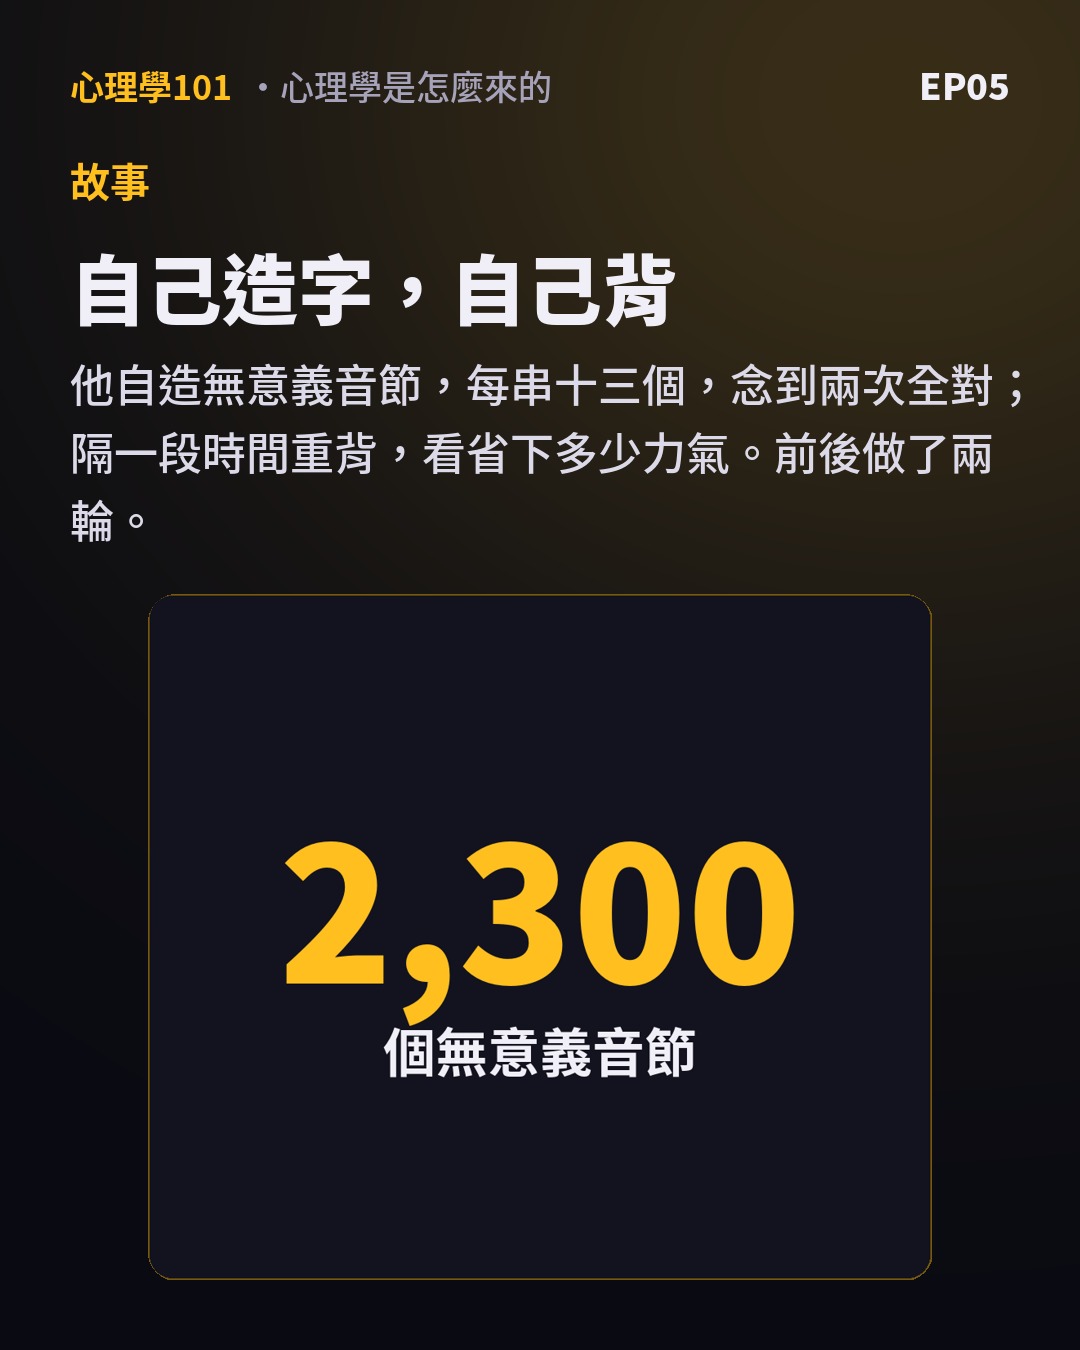 心理學101 ・心理學是怎麼來的
EP05
故事
自己造字，自己背
他自造無意義音節，每串十三個，念到兩次全對；
隔一段時間重背，看省下多少力氣。前後做了兩
輪。
2,300
個無意義音節